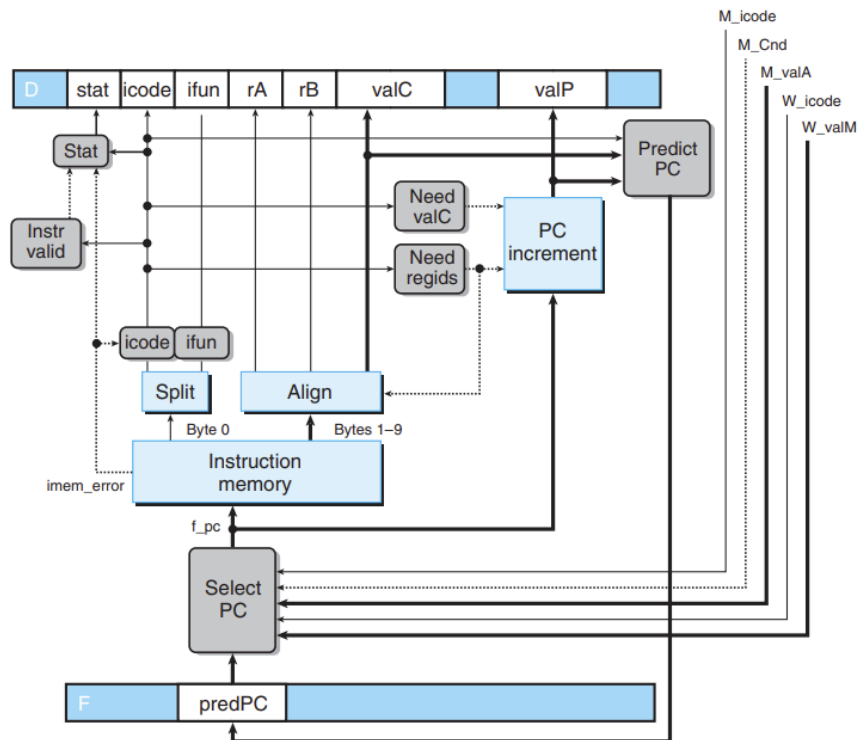 M_icode
M_Cnd
M_valA
W_icode
W_valM
D stat icode ifun rA rB valC valP
Stat
Predict
PC
Need
valC
Instr
valid
PC
increment
Need
regids
icode ifun
Split
Align
Byte 0
Bytes 1–9
Instruction
memory
imem_error
f_pc
Select
PC
F predPC